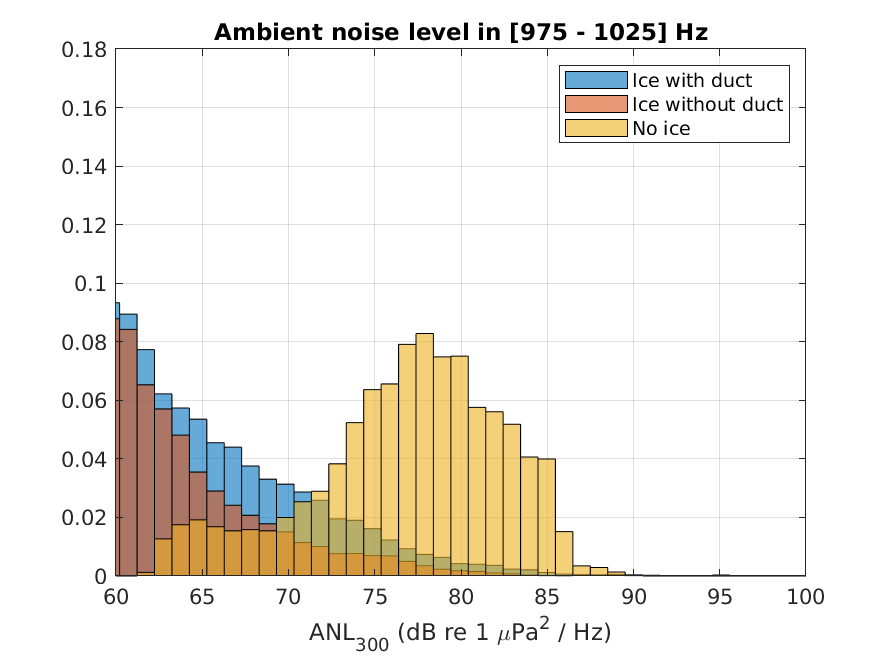 Ambient noise level in [975 - 1025] Hz
0.18
0.16
0.14
0.12
0.1
0.08
0.06
0.04
0.02
0
Ice with duct
Ice without duct
No ice
60 65 70 75 80 85 90 95 100
ANL300 (dB re 1 μPa2 / Hz)